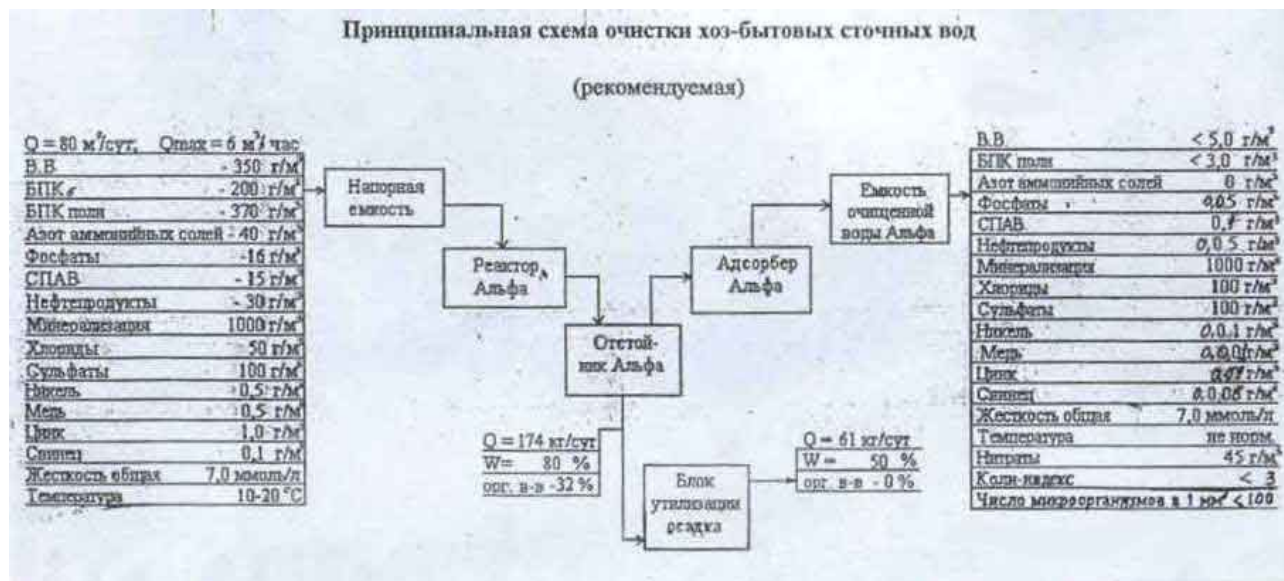 Принципиальная схема очистки хоз-бытовых сточных вод
(рекомендуемая)
Q = 80 м³/сут, Qmax = 6 м³/час
В.В. - 350 г/м³
БПК₅ - 200 г/м³
БПК полн - 370 г/м³
Азот аммонийных солей - 40 г/м³
Фосфаты - 16 г/м³
СПАВ - 15 г/м³
Нефтепродукты - 30 г/м³
Минерализация 1000 г/м³
Хлориды 50 г/м³
Сульфаты 100 г/м³
Никель 0,5 г/м³
Медь 0,5 г/м³
Цинк 1,0 г/м³
Свинец 0,1 г/м³
Жесткость общая 7,0 ммоль/л
Температура 10-20 °С
Напорная
емкость
Реактор
Альфа
Отстой-
ник Альфа
Адсорбер
Альфа
Емкость
очищенной
воды Альфа
Q = 174 кг/сут
W= 80 %
орг. в-в -32 %
Блок
утилизации
осадка
Q = 61 кг/сут
W = 50 %
орг. в-в - 0 %
В.В. < 5,0 г/м³
БПК полн < 3,0 г/м³
Азот аммонийных солей 0 г/м³
Фосфаты 0,05 г/м³
СПАВ 0,1 г/м³
Нефтепродукты 0,05 г/м³
Минерализация 1000 г/м³
Хлориды 100 г/м³
Сульфаты 100 г/м³
Никель 0,01 г/м³
Медь г/м³
Цинк г/м³
Свинец г/м³
Жесткость общая 7,0 ммоль/л
Температура не норм.
Нитраты 45 г/м³
Коли-индекс < 3
Число микроорганизмов в 1 мм³ < 100